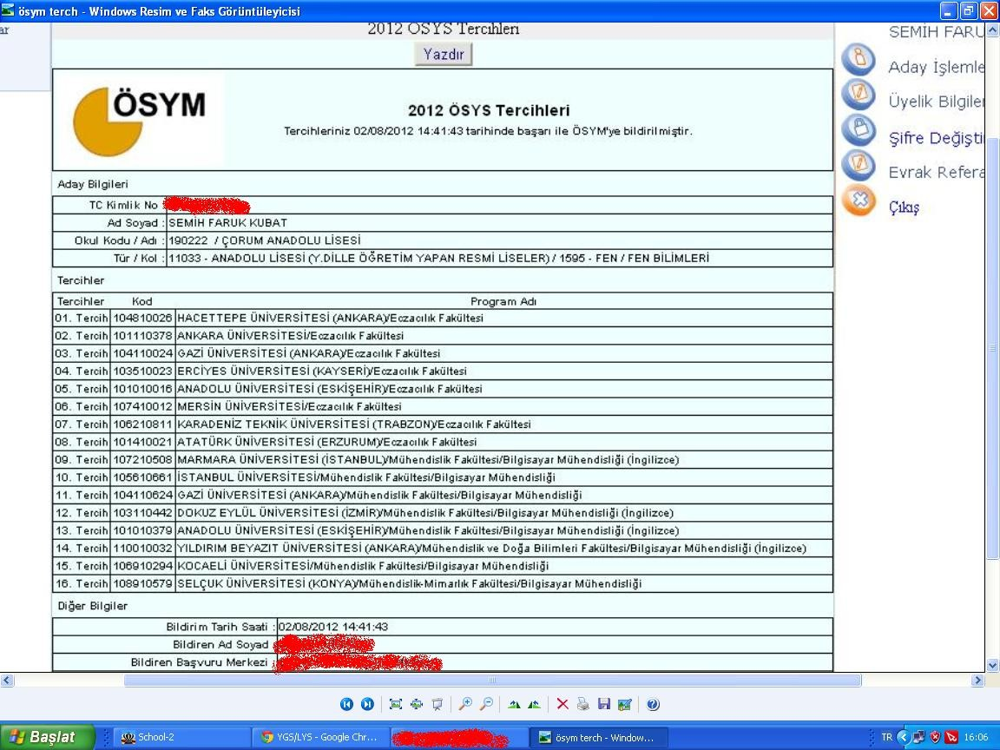 ösym terch - Windows Resim ve Faks Görüntüleyicisi
ar
2012 ÖSYS Tercihleri
Yazdır
SEMİH FARU
Aday İşlemle
Üyelik Bilgiler
Şifre Değişti
Evrak Refera
Çıkış
ÖSYM
2012 ÖSYS Tercihleri
Tercihleriniz 02/08/2012 14:41:43 tarihinde başarı ile ÖSYM'ye bildirilmiştir.
Aday Bilgileri
TC Kimlik No
Ad Soyad : SEMİH FARUK KUBAT
Okul Kodu / Adı : 190222 / ÇORUM ANADOLU LİSESİ
Tür / Kol : 11033 - ANADOLU LİSESİ (Y.DİLLE ÖĞRETİM YAPAN RESMİ LİSELER) / 1595 - FEN / FEN BİLİMLERİ
Tercihler
Tercihler Kod Program Adı
01. Tercih 104810026 HACETTEPE ÜNİVERSİTESİ (ANKARA)/Eczacılık Fakültesi
02. Tercih 101110378 ANKARA ÜNİVERSİTESİ/Eczacılık Fakültesi
03. Tercih 104110024 GAZİ ÜNİVERSİTESİ (ANKARA)/Eczacılık Fakültesi
04. Tercih 103510023 ERCİYES ÜNİVERSİTESİ (KAYSERİ)/Eczacılık Fakültesi
05. Tercih 101010016 ANADOLU ÜNİVERSİTESİ (ESKİŞEHİR)/Eczacılık Fakültesi
06. Tercih 107410012 MERSİN ÜNİVERSİTESİ/Eczacılık Fakültesi
07. Tercih 106210811 KARADENİZ TEKNİK ÜNİVERSİTESİ (TRABZON)/Eczacılık Fakültesi
08. Tercih 101410021 ATATÜRK ÜNİVERSİTESİ (ERZURUM)/Eczacılık Fakültesi
09. Tercih 107210508 MARMARA ÜNİVERSİTESİ (İSTANBUL)/Mühendislik Fakültesi/Bilgisayar Mühendisliği (İngilizce)
10. Tercih 105610661 İSTANBUL ÜNİVERSİTESİ/Mühendislik Fakültesi/Bilgisayar Mühendisliği
11. Tercih 104110624 GAZİ ÜNİVERSİTESİ (ANKARA)/Mühendislik Fakültesi/Bilgisayar Mühendisliği
12. Tercih 103110442 DOKUZ EYLÜL ÜNİVERSİTESİ (İZMİR)/Mühendislik Fakültesi/Bilgisayar Mühendisliği (İngilizce)
13. Tercih 101010379 ANADOLU ÜNİVERSİTESİ (ESKİŞEHİR)/Mühendislik Fakültesi/Bilgisayar Mühendisliği (İngilizce)
14. Tercih 110010032 YILDIRIM BEYAZIT ÜNİVERSİTESİ (ANKARA)/Mühendislik ve Doğa Bilimleri Fakültesi/Bilgisayar Mühendisliği (İngilizce)
15. Tercih 106910294 KOCAELİ ÜNİVERSİTESİ/Mühendislik Fakültesi/Bilgisayar Mühendisliği
16. Tercih 108910579 SELÇUK ÜNİVERSİTESİ (KONYA)/Mühendislik-Mimarlık Fakültesi/Bilgisayar Mühendisliği
Diğer Bilgiler
Bildirim Tarih Saati : 02/08/2012 14:41:43
Bildiren Ad Soyad
Bildiren Başvuru Merkezi
Başlat
School-2
YGS/LYS - Google Chr...
ösym terch - Window...
TR
16:06